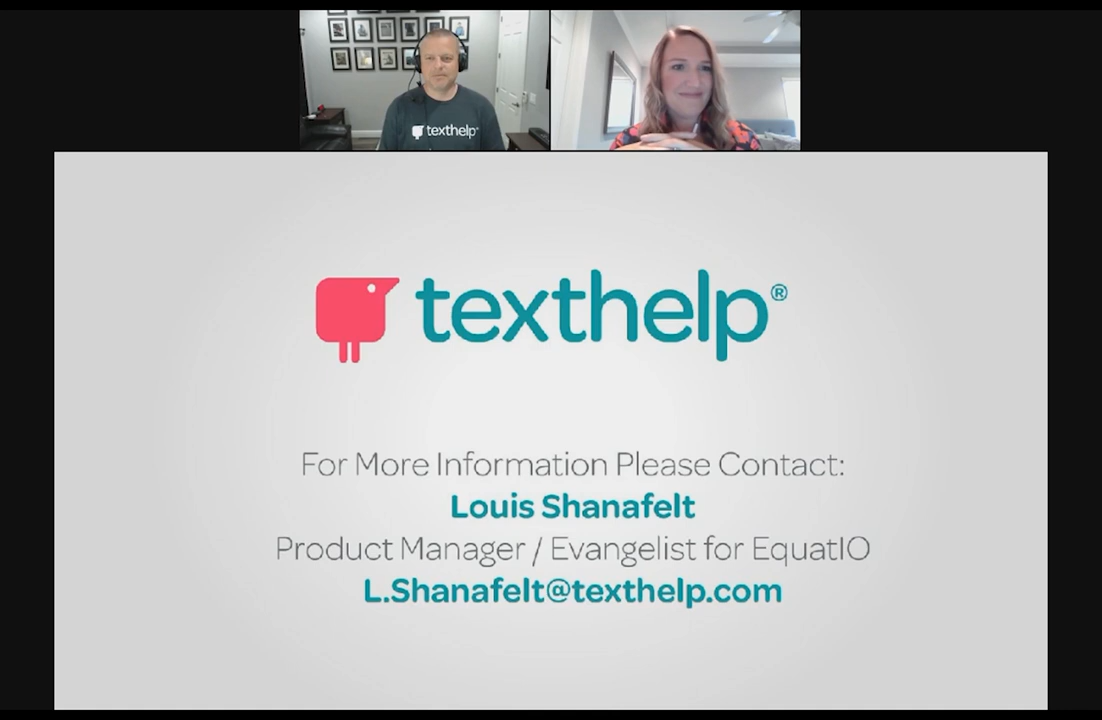 texthelp®
texthelp®
For More Information Please Contact:
Louis Shanafelt
Product Manager / Evangelist for EquatIO
L.Shanafelt@texthelp.com